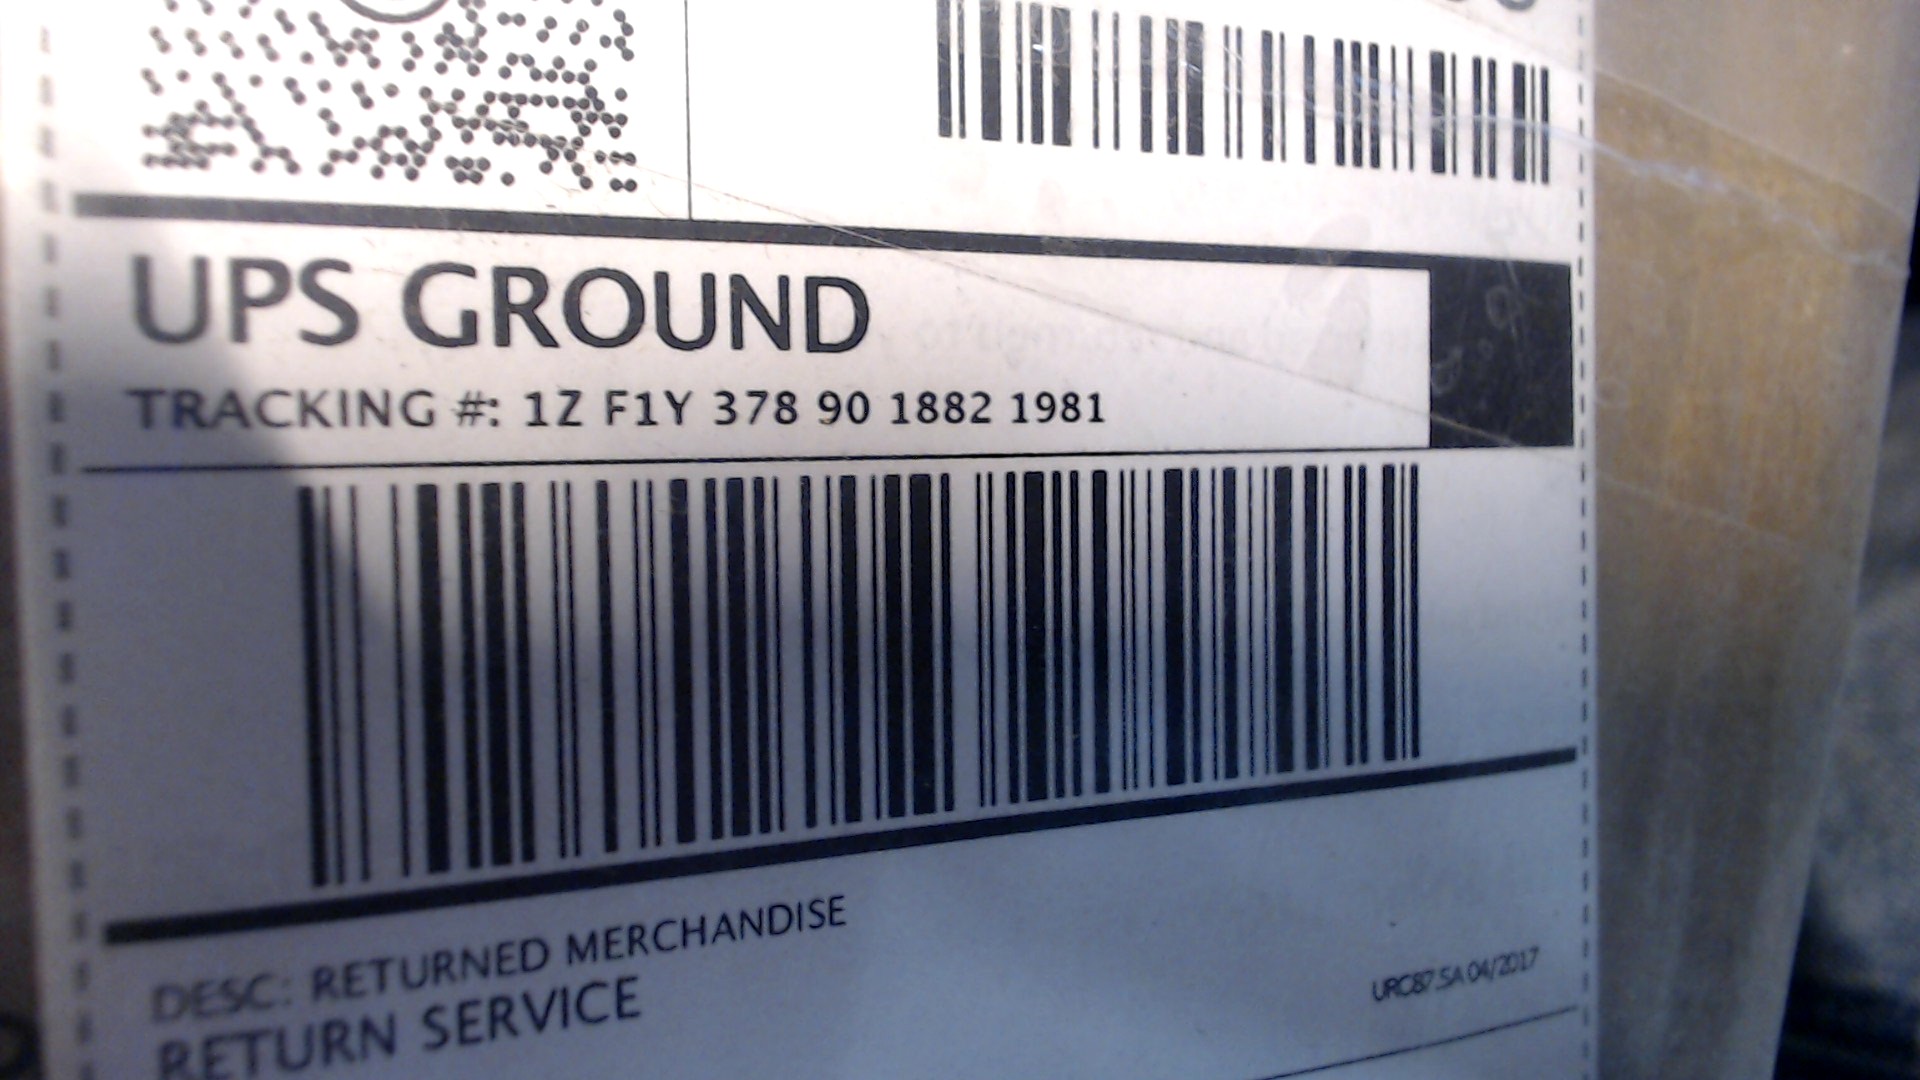 UPS GROUND
TRACKING #: 1Z F1Y 378 90 1882 1981
DESC: RETURNED MERCHANDISE
RETURN SERVICE
URC87.5A 04/2017